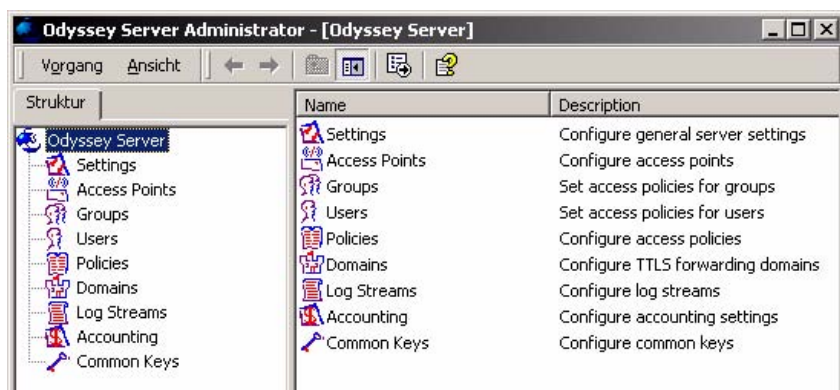 Odyssey Server Administrator - [Odyssey Server]
Vorgang Ansicht
Struktur
Odyssey Server
Settings
Access Points
Groups
Users
Policies
Domains
Log Streams
Accounting
Common Keys
Name Description
Settings Configure general server settings
Access Points Configure access points
Groups Set access policies for groups
Users Set access policies for users
Policies Configure access policies
Domains Configure TTLS forwarding domains
Log Streams Configure log streams
Accounting Configure accounting settings
Common Keys Configure common keys